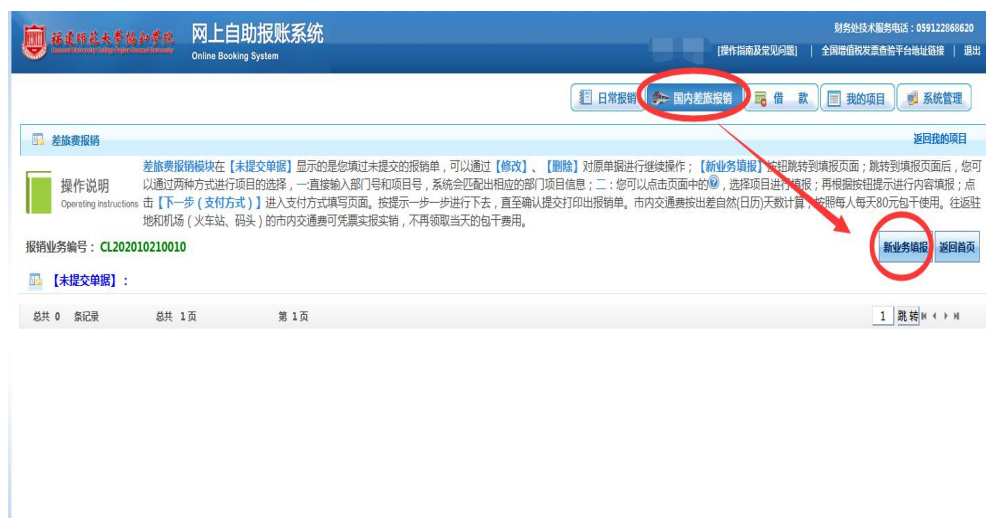 福建师范大学协和学院
网上自助报账系统
Online Booking System
财务处技术服务电话：059122868620
[操作指南及常见问题] | 全国增值税发票查验平台地址链接 | 退出
日常报销 国内差旅报销 借 款 我的项目 系统管理
差旅费报销 返回我的项目
操作说明
Operating instructions
差旅费报销模块在【未提交单据】显示的是您填过未提交的报销单，可以通过【修改】、【删除】对原单据进行继续操作；【新业务填报】按钮跳转到填报页面；跳转到填报页面后，您可
以通过两种方式进行项目的选择，一:直接输入部门号和项目号，系统会匹配出相应的部门项目信息；二：您可以点击页面中的，选择项目进行填报；再根据按钮提示进行内容填报；点
击【下一步（支付方式）】进入支付方式填写页面。按提示一步一步进行下去，直至确认提交打印出报销单。市内交通费按出差自然(日历)天数计算，按照每人每天80元包干使用。往返驻
地和机场（火车站、码头）的市内交通费可凭票实报实销，不再领取当天的包干费用。
报销业务编号： CL202010210010
新业务填报 返回首页
【未提交单据】：
总共 0 条记录 总共 1 页 第 1 页 1 跳转